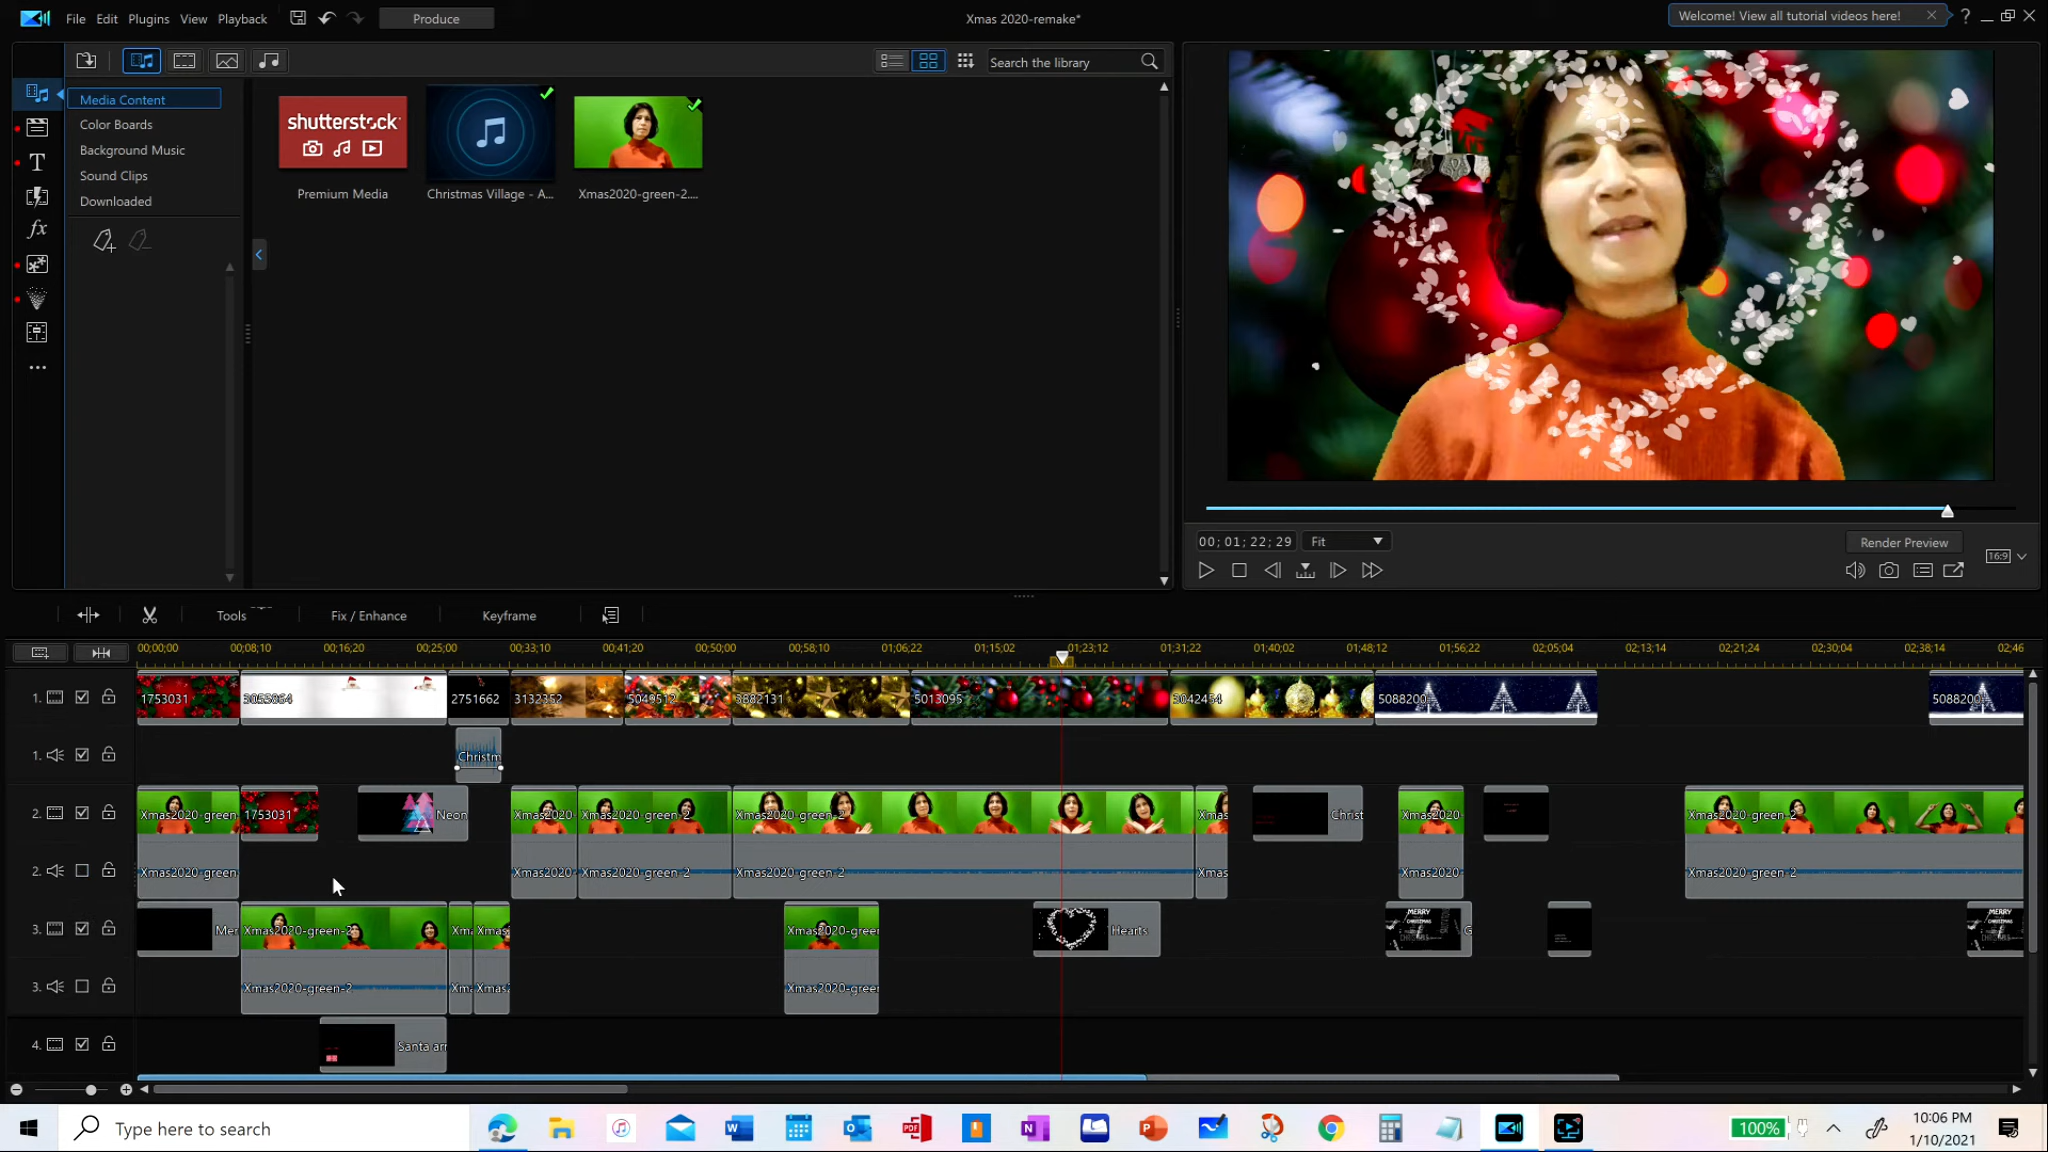 File Edit Plugins View Playback Produce Xmas 2020-remake* Welcome! View all tutorial videos here! ?
Search the library
Media Content
Color Boards
Background Music
Sound Clips
Downloaded
shutterstock
Premium Media
Christmas Village - A...
Xmas2020-green-2....
00; 01; 22; 29 Fit Render Preview 16:9
Tools Fix / Enhance Keyframe
00;00;00 00;08;10 00;16;20 00;25;00 00;33;10 00;41;20 00;50;00 00;58;10 01;06;22 01;15;02 01;23;12 01;31;22 01;40;02 01;48;12 01;56;22 02;05;04 02;13;14 02;21;24 02;30;04 02;38;14 02;46
1. 1753031 3055864 2751662 3132352 5049512 3882131 5013095 3042454 5088200 5088200
1. Christm
2. Xmas2020-green- 1753031 Neon Xmas2020- Xmas2020-green-2 Xmas2020-green-2 Xmas Christ Xmas2020 Xmas2020-green-2
2. Xmas2020-green- Xmas2020- Xmas2020-green-2 Xmas2020-green-2 Xmas Xmas2020 Xmas2020-green-2
3. Mer Xmas2020-green-2 Xma Xmas Xmas2020-green Hearts MERRY CHRISTMAS G MERRY
3. Xmas2020-green-2 Xma Xmas2 Xmas2020-green
4. Santa arr
Type here to search 100% 10:06 PM
1/10/2021